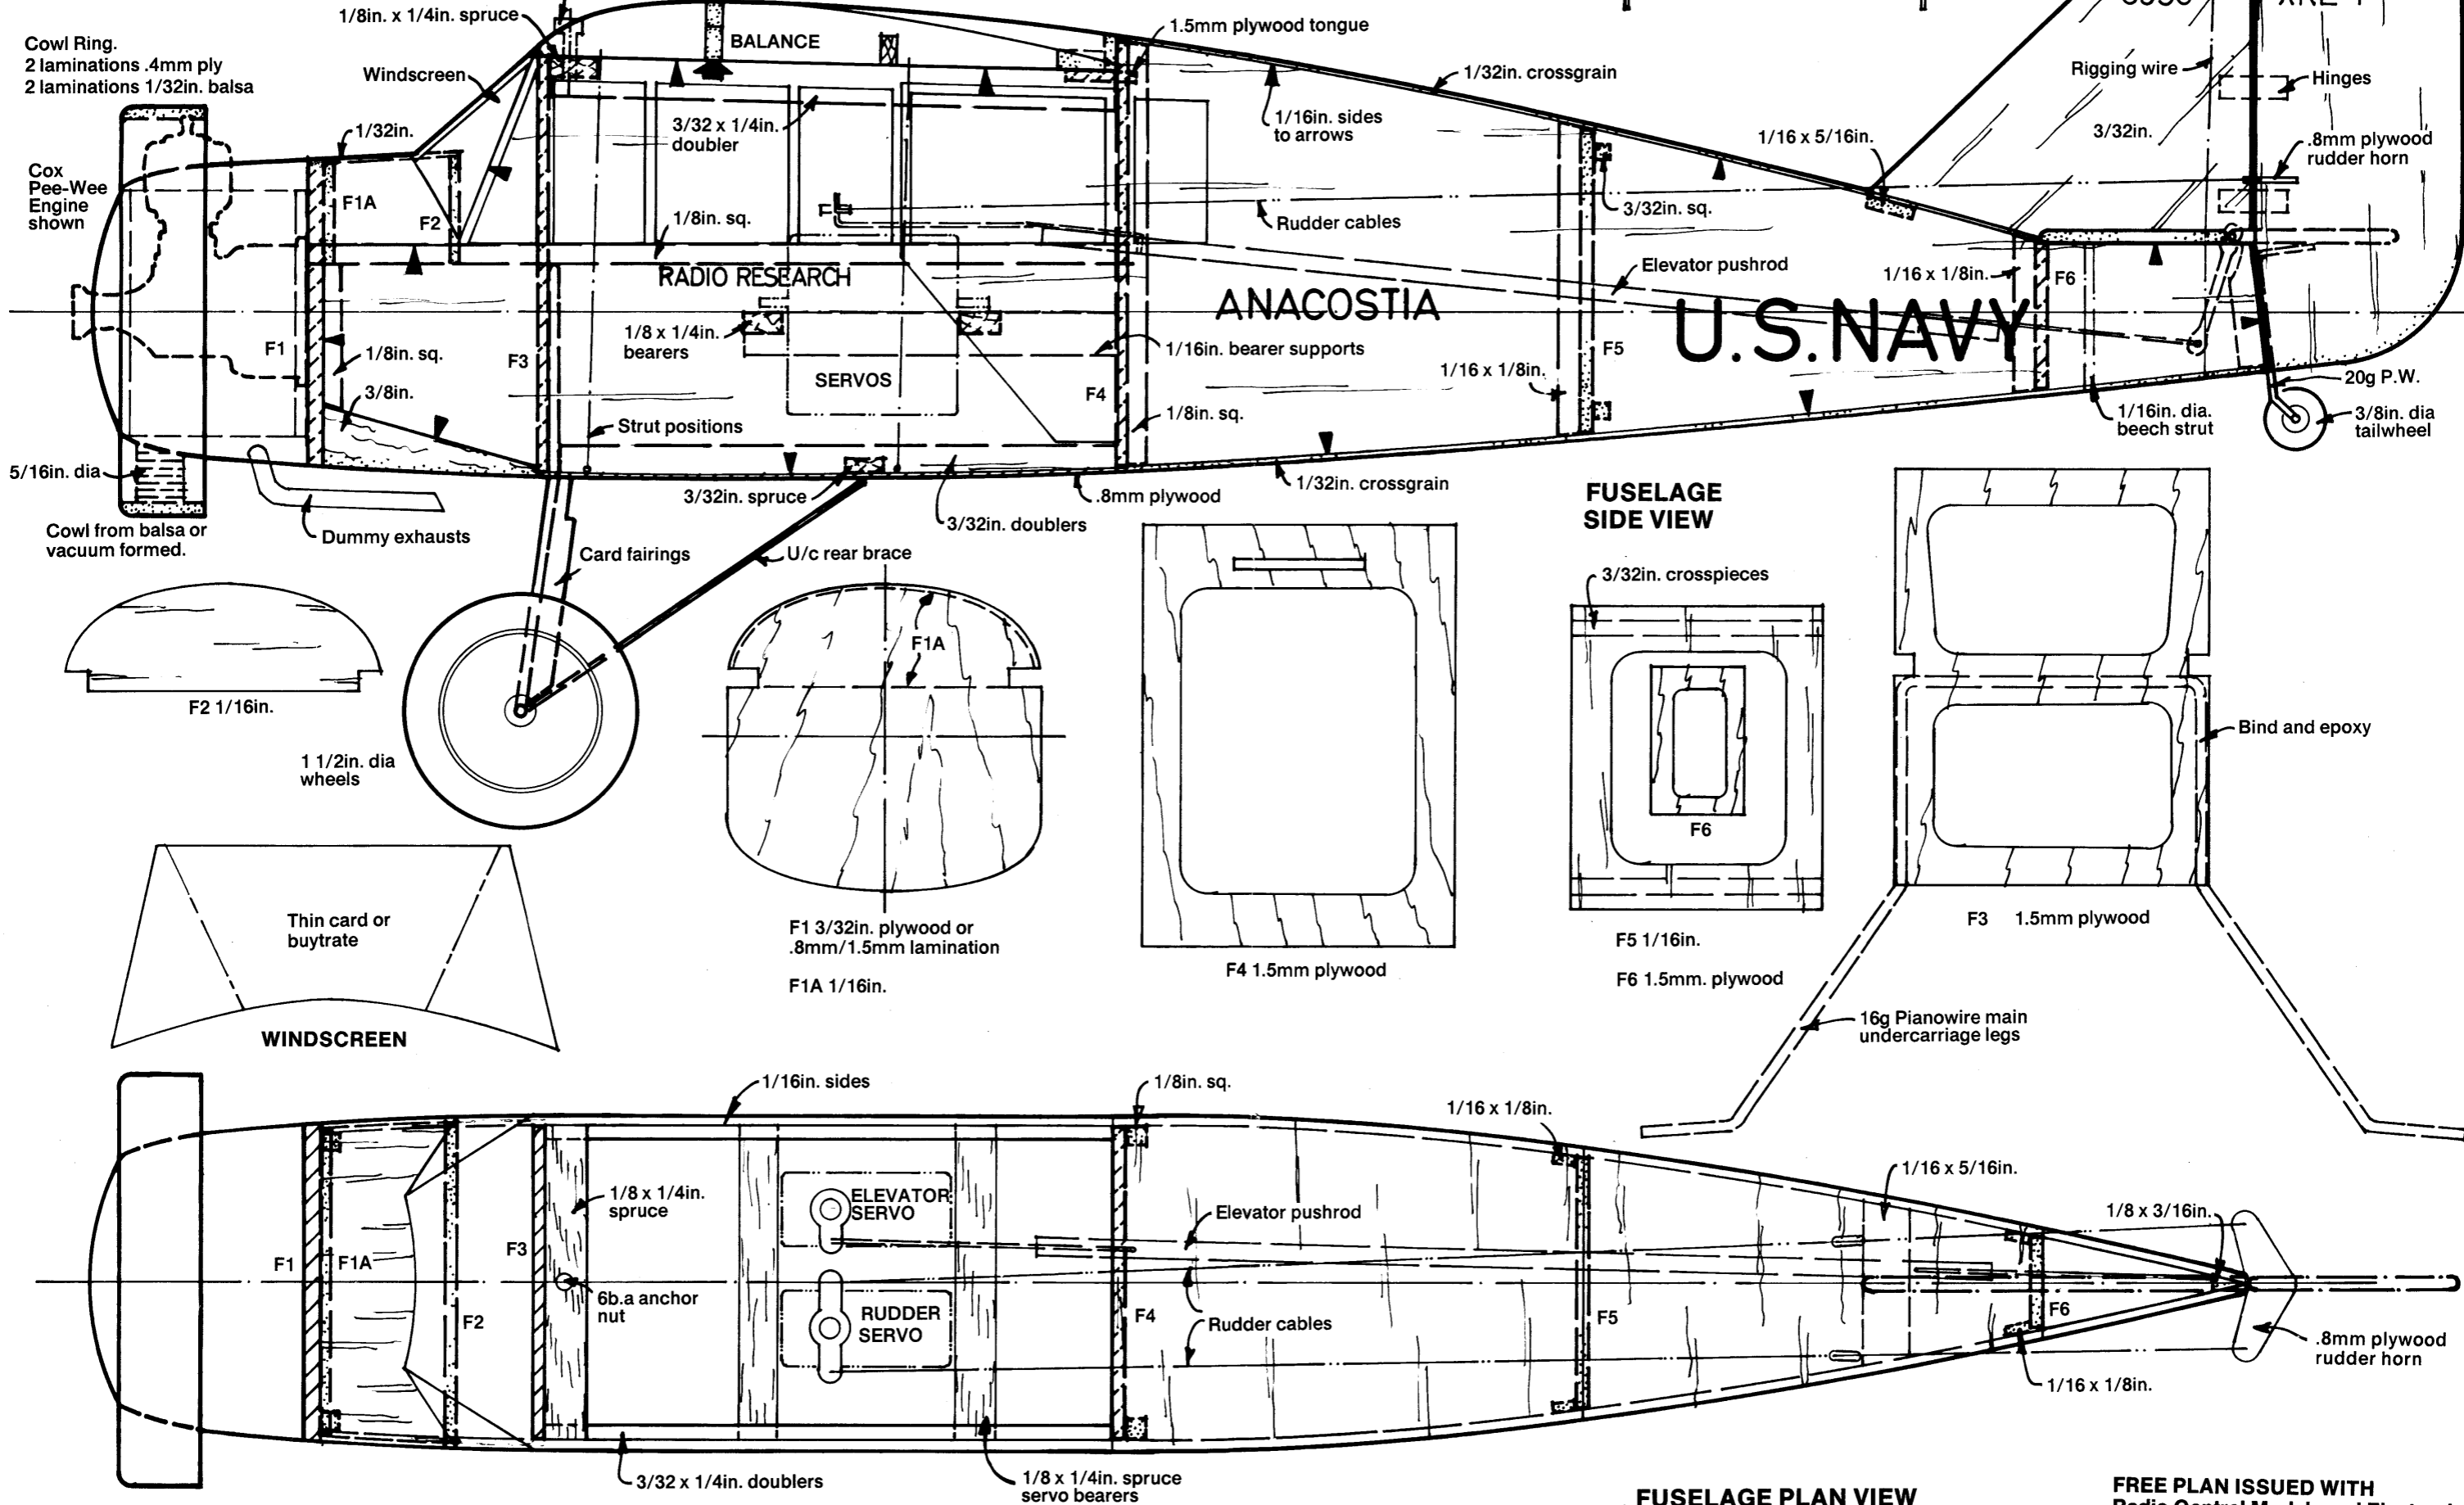 1/8in. x 1/4in. spruce
Cowl Ring.
2 laminations .4mm ply
2 laminations 1/32in. balsa
Windscreen
BALANCE
1.5mm plywood tongue
1/32in. crossgrain
Rigging wire
Hinges
1/32in.
3/32 x 1/4in.
doubler
1/16in. sides
to arrows
1/16 x 5/16in.
3/32in.
.8mm plywood
rudder horn
Cox
Pee-Wee
Engine
shown
F1A
F2
1/8in. sq.
Rudder cables
3/32in. sq.
RADIO RESEARCH
Elevator pushrod
1/16 x 1/8in.
F6
ANACOSTIA
U.S.NAVY
F1
1/8in. sq.
3/8in.
F3
1/8 x 1/4in.
bearers
SERVOS
1/16in. bearer supports
F4
1/8in. sq.
1/16 x 1/8in.
F5
20g P.W.
3/8in. dia
tailwheel
1/16in. dia.
beech strut
Strut positions
5/16in. dia
3/32in. spruce
.8mm plywood
1/32in. crossgrain
3/32in. doublers
Cowl from balsa or
vacuum formed.
Dummy exhausts
FUSELAGE
SIDE VIEW
Card fairings
U/c rear brace
3/32in. crosspieces
F1A
F2 1/16in.
1 1/2in. dia
wheels
F6
Bind and epoxy
Thin card or
buytrate
WINDSCREEN
F1 3/32in. plywood or
.8mm/1.5mm lamination
F1A 1/16in.
F4 1.5mm plywood
F5 1/16in.
F6 1.5mm. plywood
F3 1.5mm plywood
16g Pianowire main
undercarriage legs
1/16in. sides
1/8in. sq.
1/16 x 1/8in.
1/16 x 5/16in.
1/8 x 3/16in.
1/8 x 1/4in.
spruce
ELEVATOR
SERVO
Elevator pushrod
F1
F1A
F2
F3
6b.a anchor
nut
RUDDER
SERVO
F4
Rudder cables
F5
F6
.8mm plywood
rudder horn
1/16 x 1/8in.
3/32 x 1/4in. doublers
1/8 x 1/4in. spruce
servo bearers
FUSELAGE PLAN VIEW
FREE PLAN ISSUED WITH